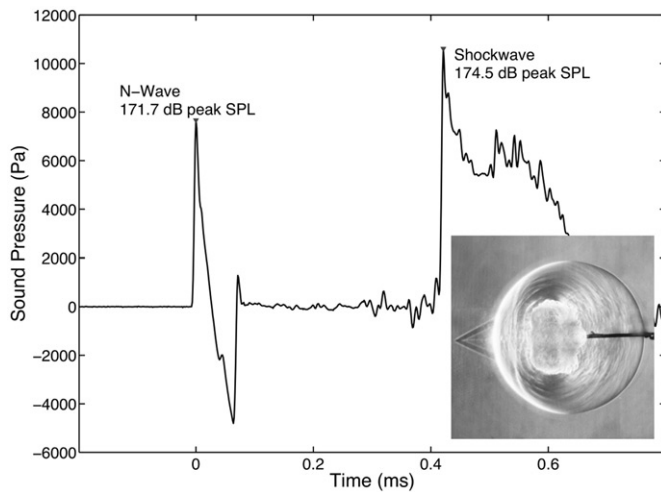 12000
10000
8000
6000
4000
2000
0
−2000
−4000
−6000
Sound Pressure (Pa)
N−Wave
171.7 dB peak SPL
Shockwave
174.5 dB peak SPL
0
0.2
0.4
0.6
Time (ms)